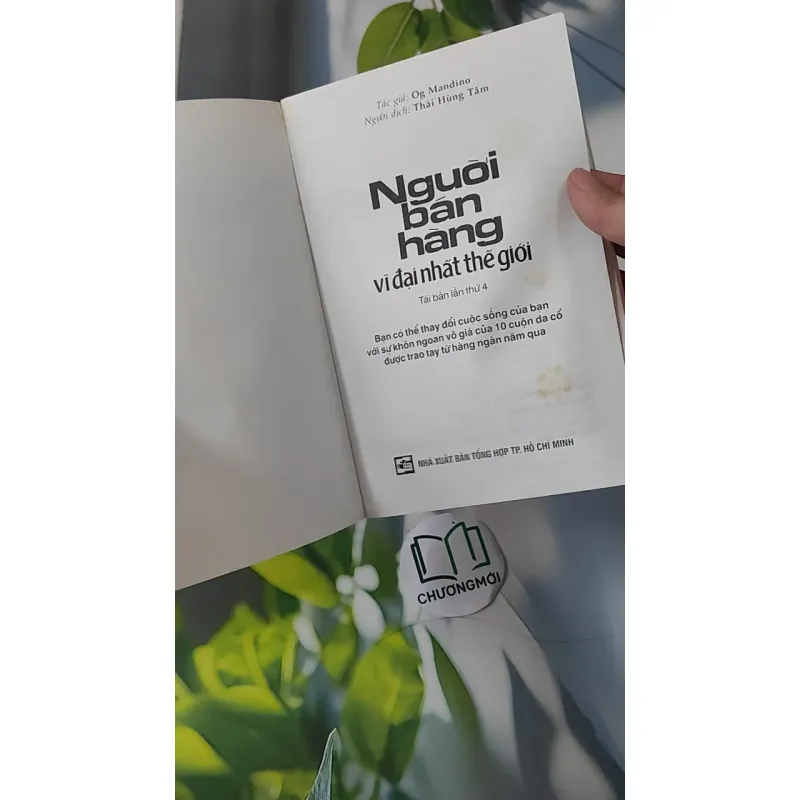 Tác giả: Og Mandino
Người dịch: Thái Hùng Tâm
Người
bán
hàng
vĩ đại nhất thế giới
Tái bản lần thứ 4
Bạn có thể thay đổi cuộc sống của bạn
với sự khôn ngoan vô giá của 10 cuộn da cổ
được trao tay từ hàng ngàn năm qua
NHÀ XUẤT BẢN TỔNG HỢP TP. HỒ CHÍ MINH
CHƯƠNG MỚI